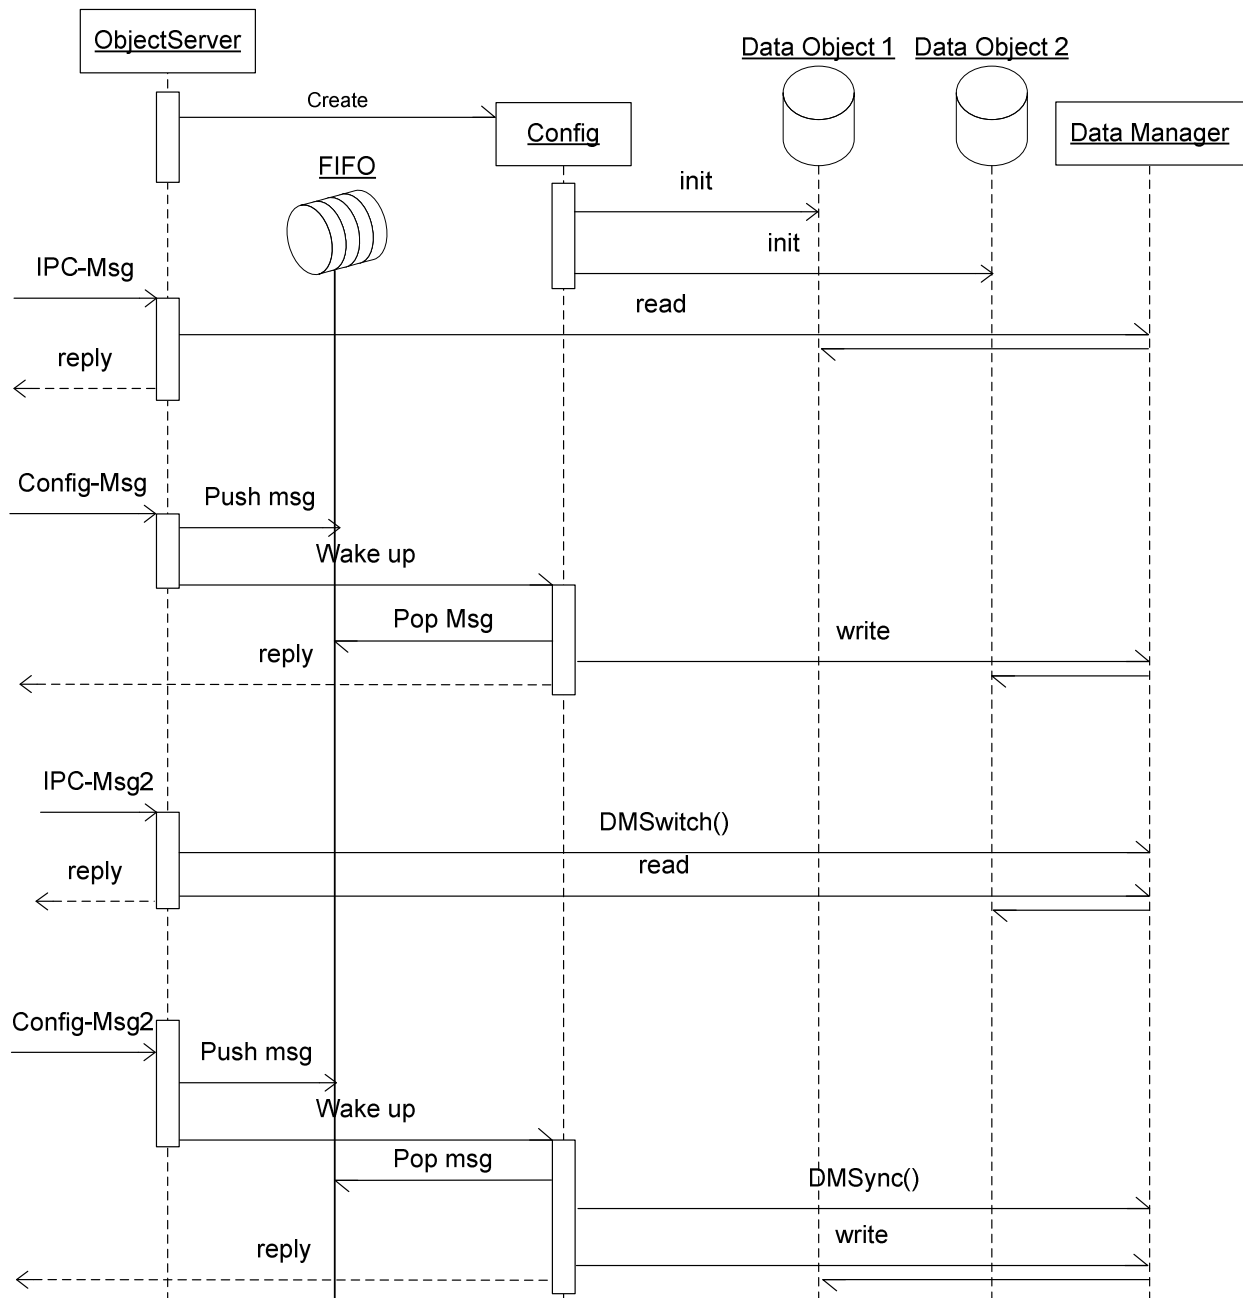 ObjectServer
Data Object 1
Data Object 2
Create
Config
Data Manager
FIFO
init
init
IPC-Msg
read
reply
Config-Msg
Push msg
Wake up
Pop Msg
write
reply
IPC-Msg2
DMSwitch()
read
reply
Config-Msg2
Push msg
Wake up
Pop msg
DMSync()
write
reply